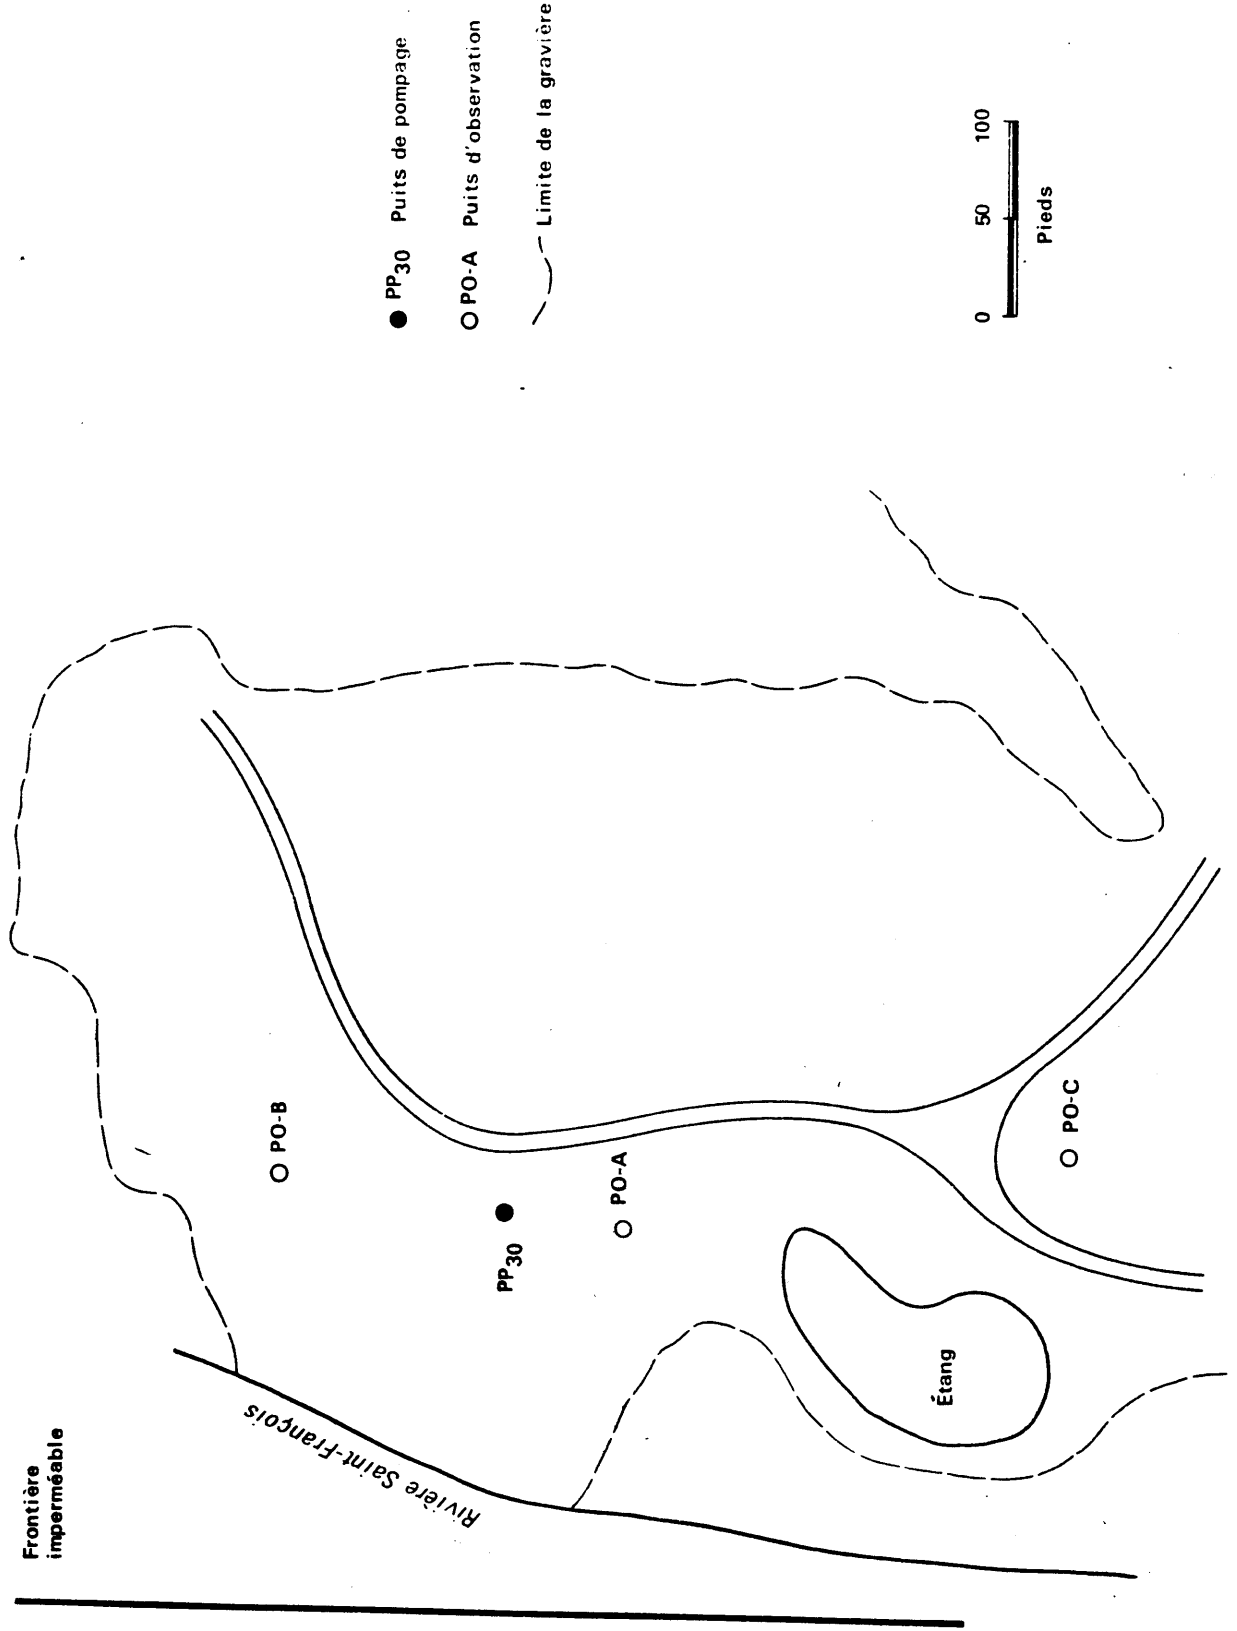 Frontière
imperméable
Rivière Saint-François
PO-B
PP30
PO-A
Étang
PO-C
PP30 Puits de pompage
PO-A Puits d'observation
Limite de la gravière
0 50 100
Pieds